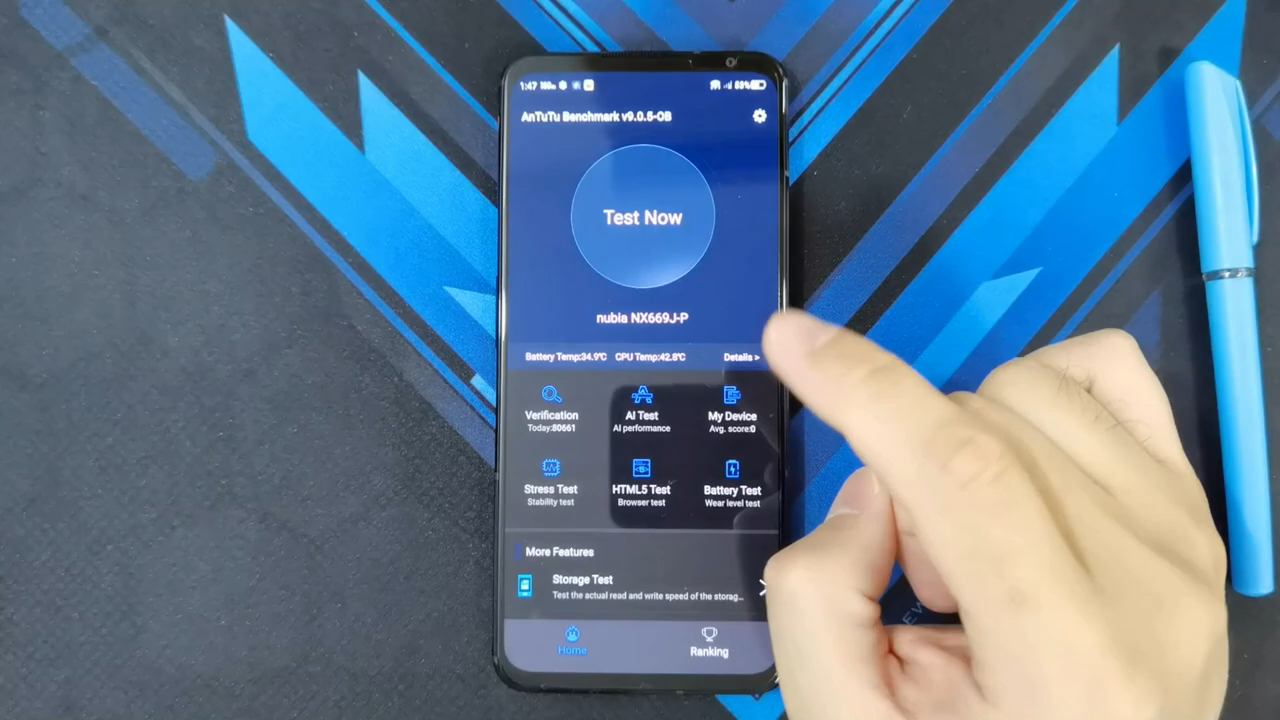 1:47
AnTuTu Benchmark v9.0.5-OB
Test Now
nubia NX669J-P
Battery Temp:34.9℃ CPU Temp:42.8℃ Details >
Verification AI Test My Device
Today:80661 AI performance Avg. score:0
Stress Test HTML5 Test Battery Test
Stability test Browser test Wear level test
More Features
Storage Test
Test the actual read and write speed of the storag...
Home Ranking